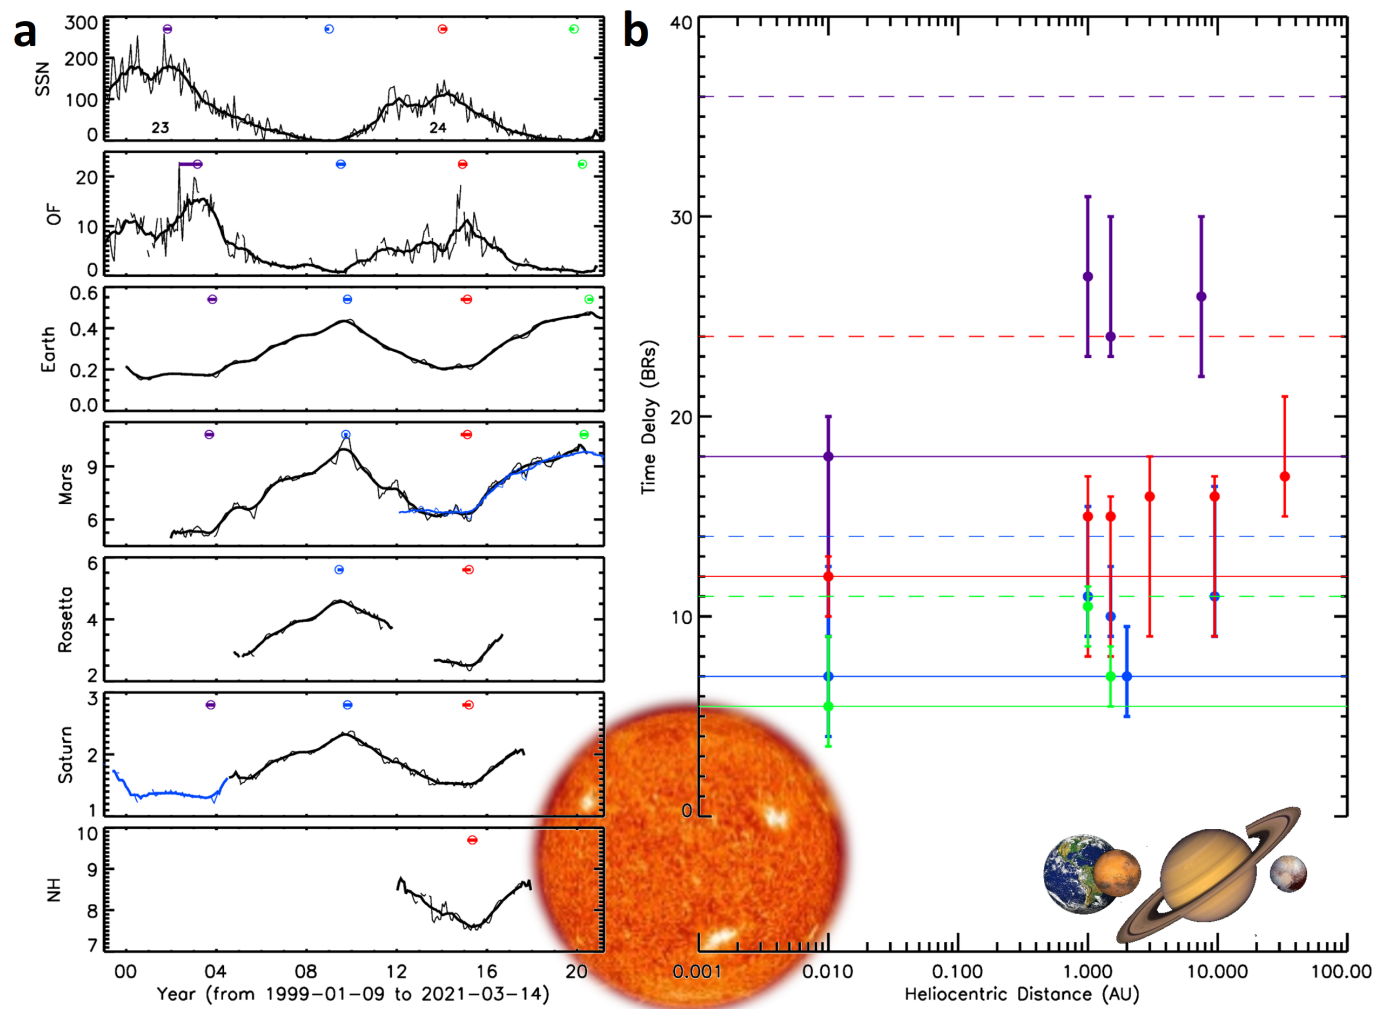 a
SSN
300
200
100
0
23
24
OF
20
10
0
Earth
0.6
0.4
0.2
0.0
Mars
9
6
Rosetta
6
4
2
Saturn
3
2
1
NH
10
9
8
7
00 04 08 12 16 20
Year (from 1999-01-09 to 2021-03-14)
b
Time Delay (BRs)
40
30
20
10
0
0.001 0.010 0.100 1.000 10.000 100.00
Heliocentric Distance (AU)